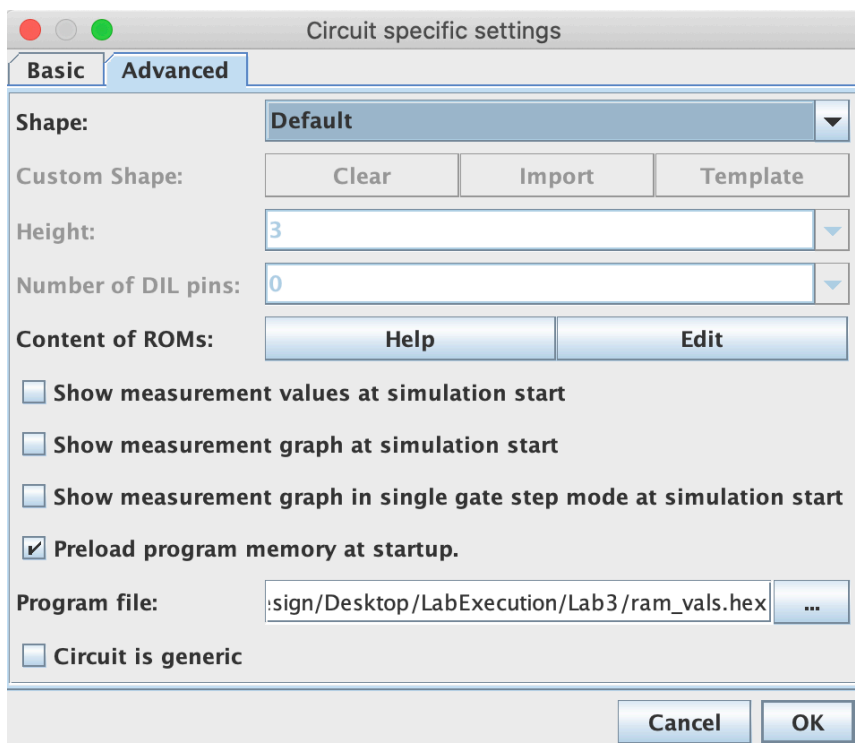 Circuit specific settings
Basic Advanced
Shape: Default
Custom Shape: Clear Import Template
Height: 3
Number of DIL pins: 0
Content of ROMs: Help Edit
Show measurement values at simulation start
Show measurement graph at simulation start
Show measurement graph in single gate step mode at simulation start
Preload program memory at startup.
Program file: sign/Desktop/LabExecution/Lab3/ram_vals.hex ...
Circuit is generic
Cancel OK